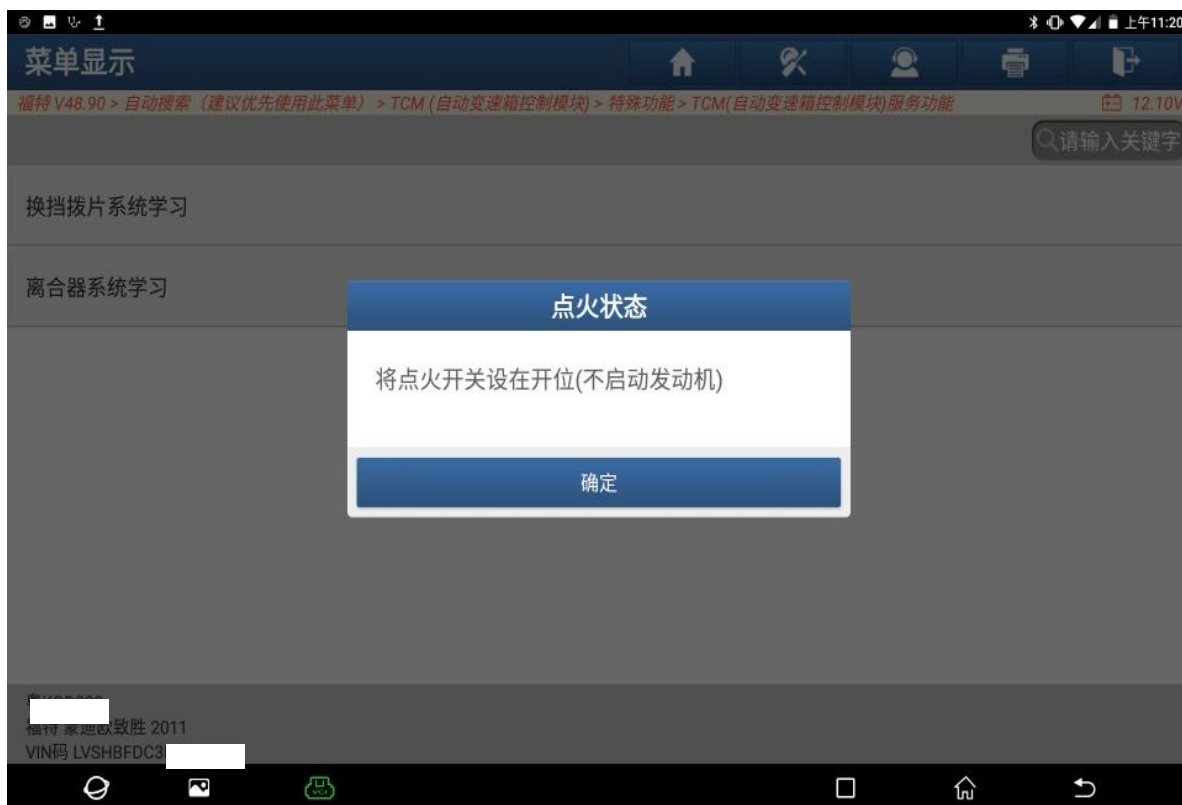 上午11:20
菜单显示
福特 V48.90 > 自动搜索（建议优先使用此菜单）> TCM (自动变速箱控制模块) > 特殊功能 > TCM(自动变速箱控制模块)服务功能 12.10V
请输入关键字
换挡拨片系统学习
离合器系统学习
点火状态
将点火开关设在开位(不启动发动机)
确定
福特 蒙迪欧致胜 2011
VIN码 LVSHBFDC3
VCI